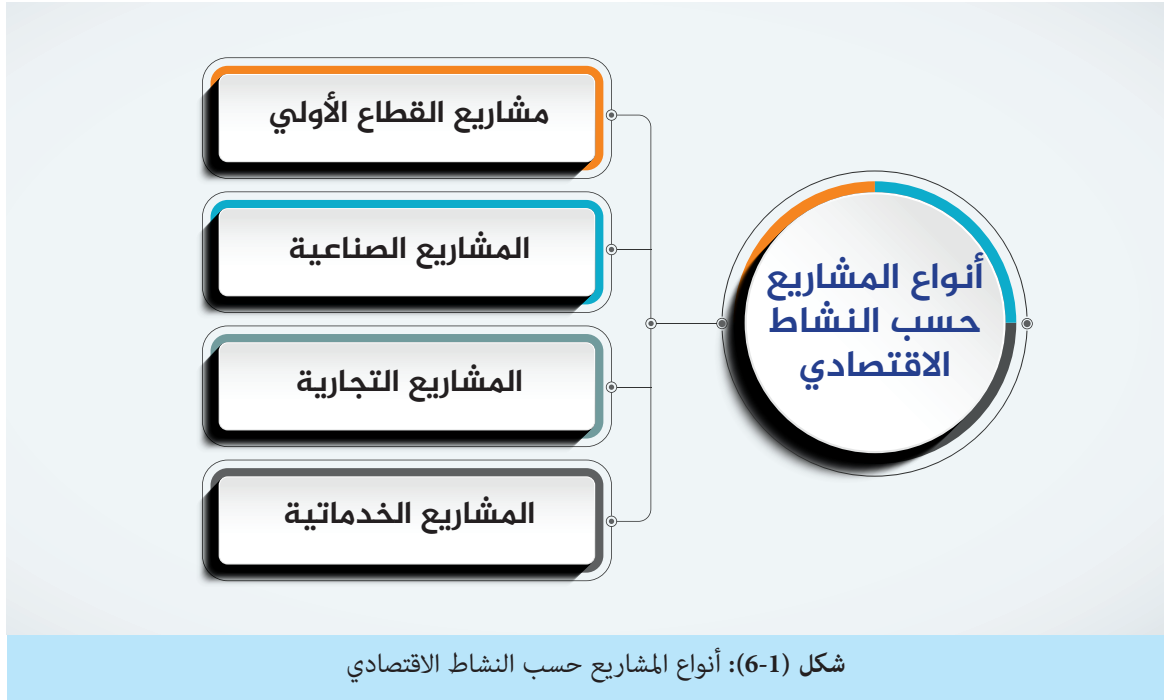 أنواع المشاريع
حسب النشاط
الاقتصادي
مشاريع القطاع الأولي
المشاريع الصناعية
المشاريع التجارية
المشاريع الخدماتية
شكل (1-6): أنواع المشاريع حسب النشاط الاقتصادي